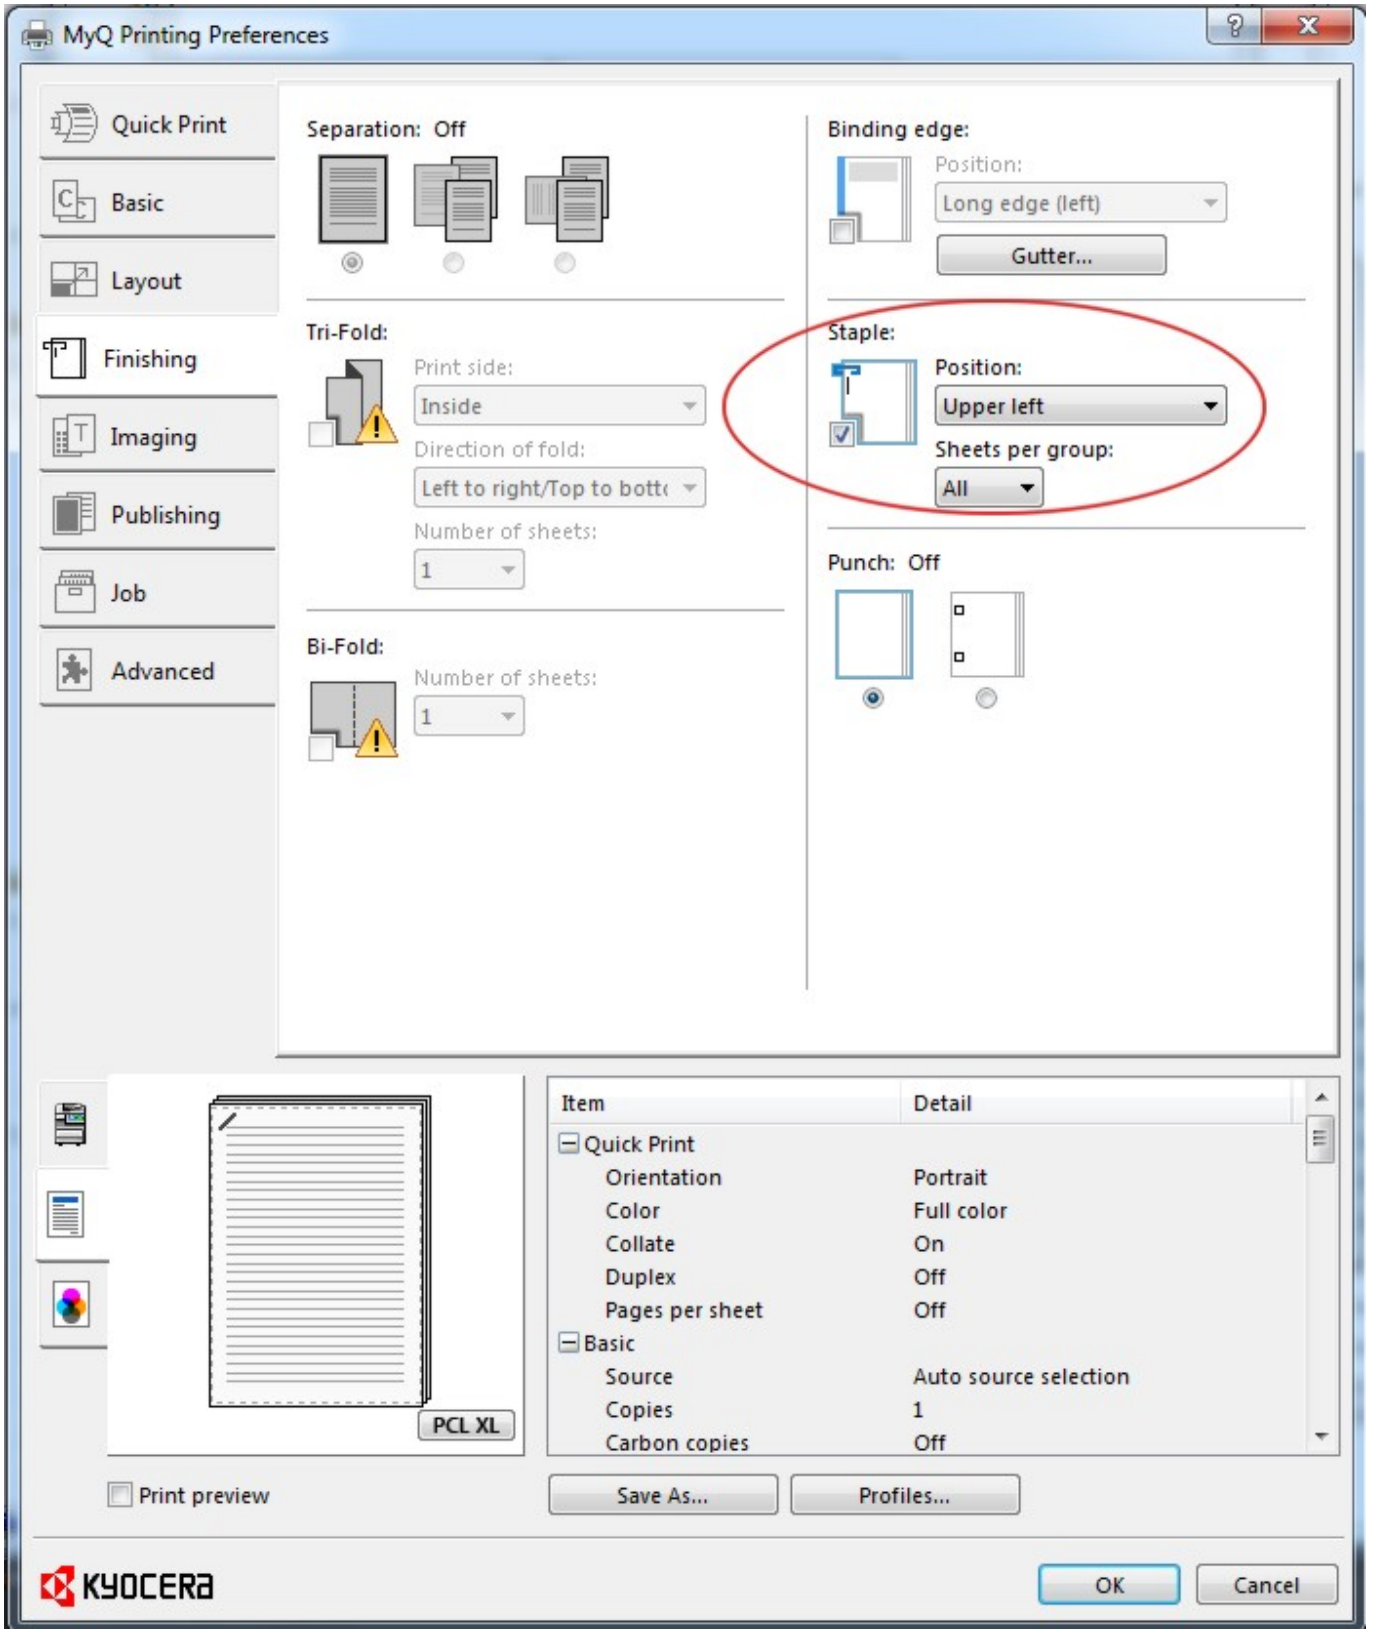 MyQ Printing Preferences
Quick Print
Basic
Layout
Finishing
Imaging
Publishing
Job
Advanced
Separation: Off
Tri-Fold:
Print side:
Inside
Direction of fold:
Left to right/Top to botto
Number of sheets:
1
Bi-Fold:
Number of sheets:
1
Binding edge:
Position:
Long edge (left)
Gutter...
Staple:
Position:
Upper left
Sheets per group:
All
Punch: Off
PCL XL
Print preview
Item Detail
Quick Print
Orientation Portrait
Color Full color
Collate On
Duplex Off
Pages per sheet Off
Basic
Source Auto source selection
Copies 1
Carbon copies Off
Save As... Profiles...
KYOCERA
OK Cancel